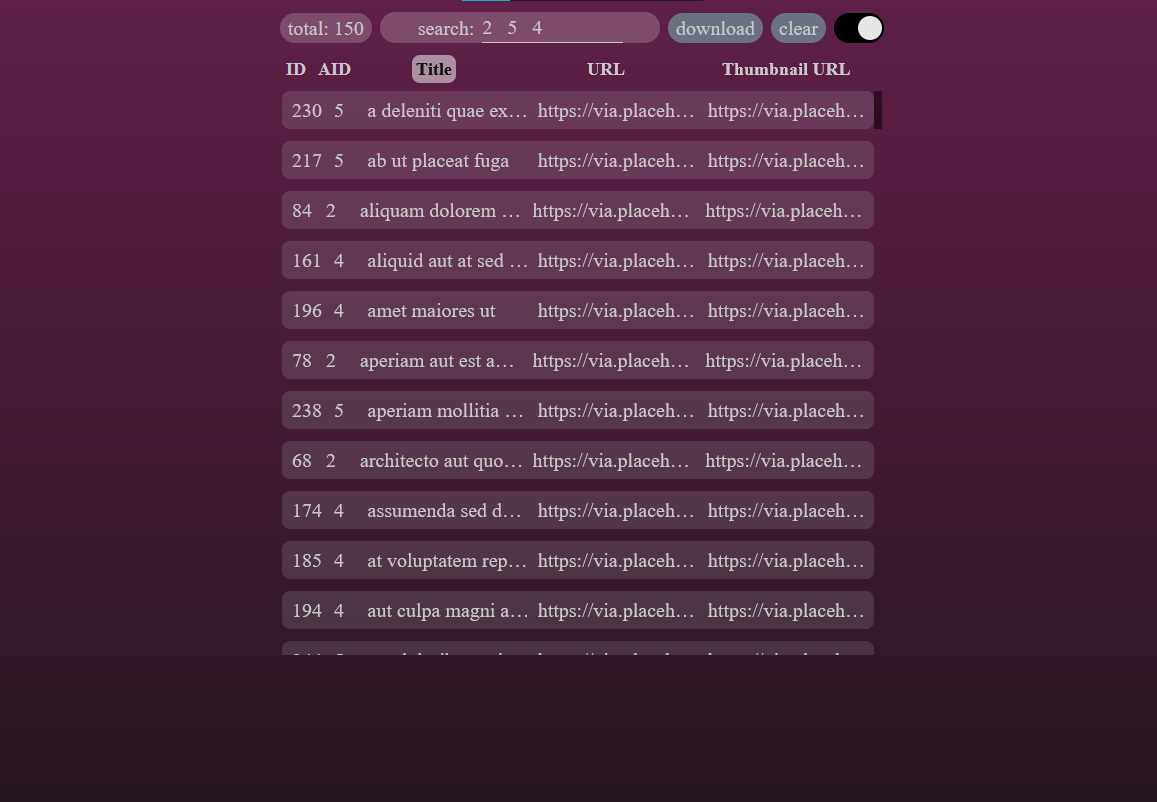 total: 150 search: 2 5 4 download clear
ID AID Title URL Thumbnail URL
230 5 a deleniti quae ex… https://via.placeh… https://via.placeh…
217 5 ab ut placeat fuga https://via.placeh… https://via.placeh…
84 2 aliquam dolorem … https://via.placeh… https://via.placeh…
161 4 aliquid aut at sed … https://via.placeh… https://via.placeh…
196 4 amet maiores ut https://via.placeh… https://via.placeh…
78 2 aperiam aut est a… https://via.placeh… https://via.placeh…
238 5 aperiam mollitia … https://via.placeh… https://via.placeh…
68 2 architecto aut quo… https://via.placeh… https://via.placeh…
174 4 assumenda sed d… https://via.placeh… https://via.placeh…
185 4 at voluptatem rep… https://via.placeh… https://via.placeh…
194 4 aut culpa magni a… https://via.placeh… https://via.placeh…